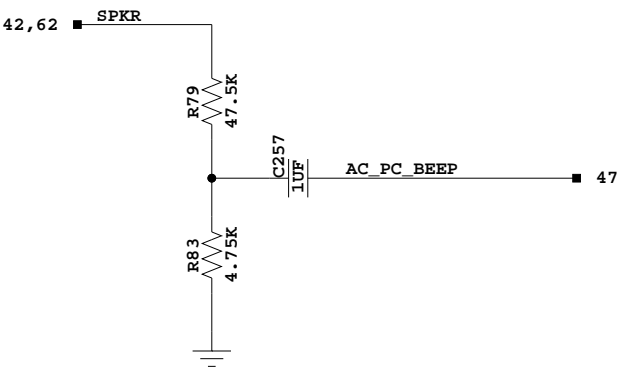 SPKR
42,62
R79
47.5K
C257
1UF
AC_PC_BEEP
47
R83
4.75K